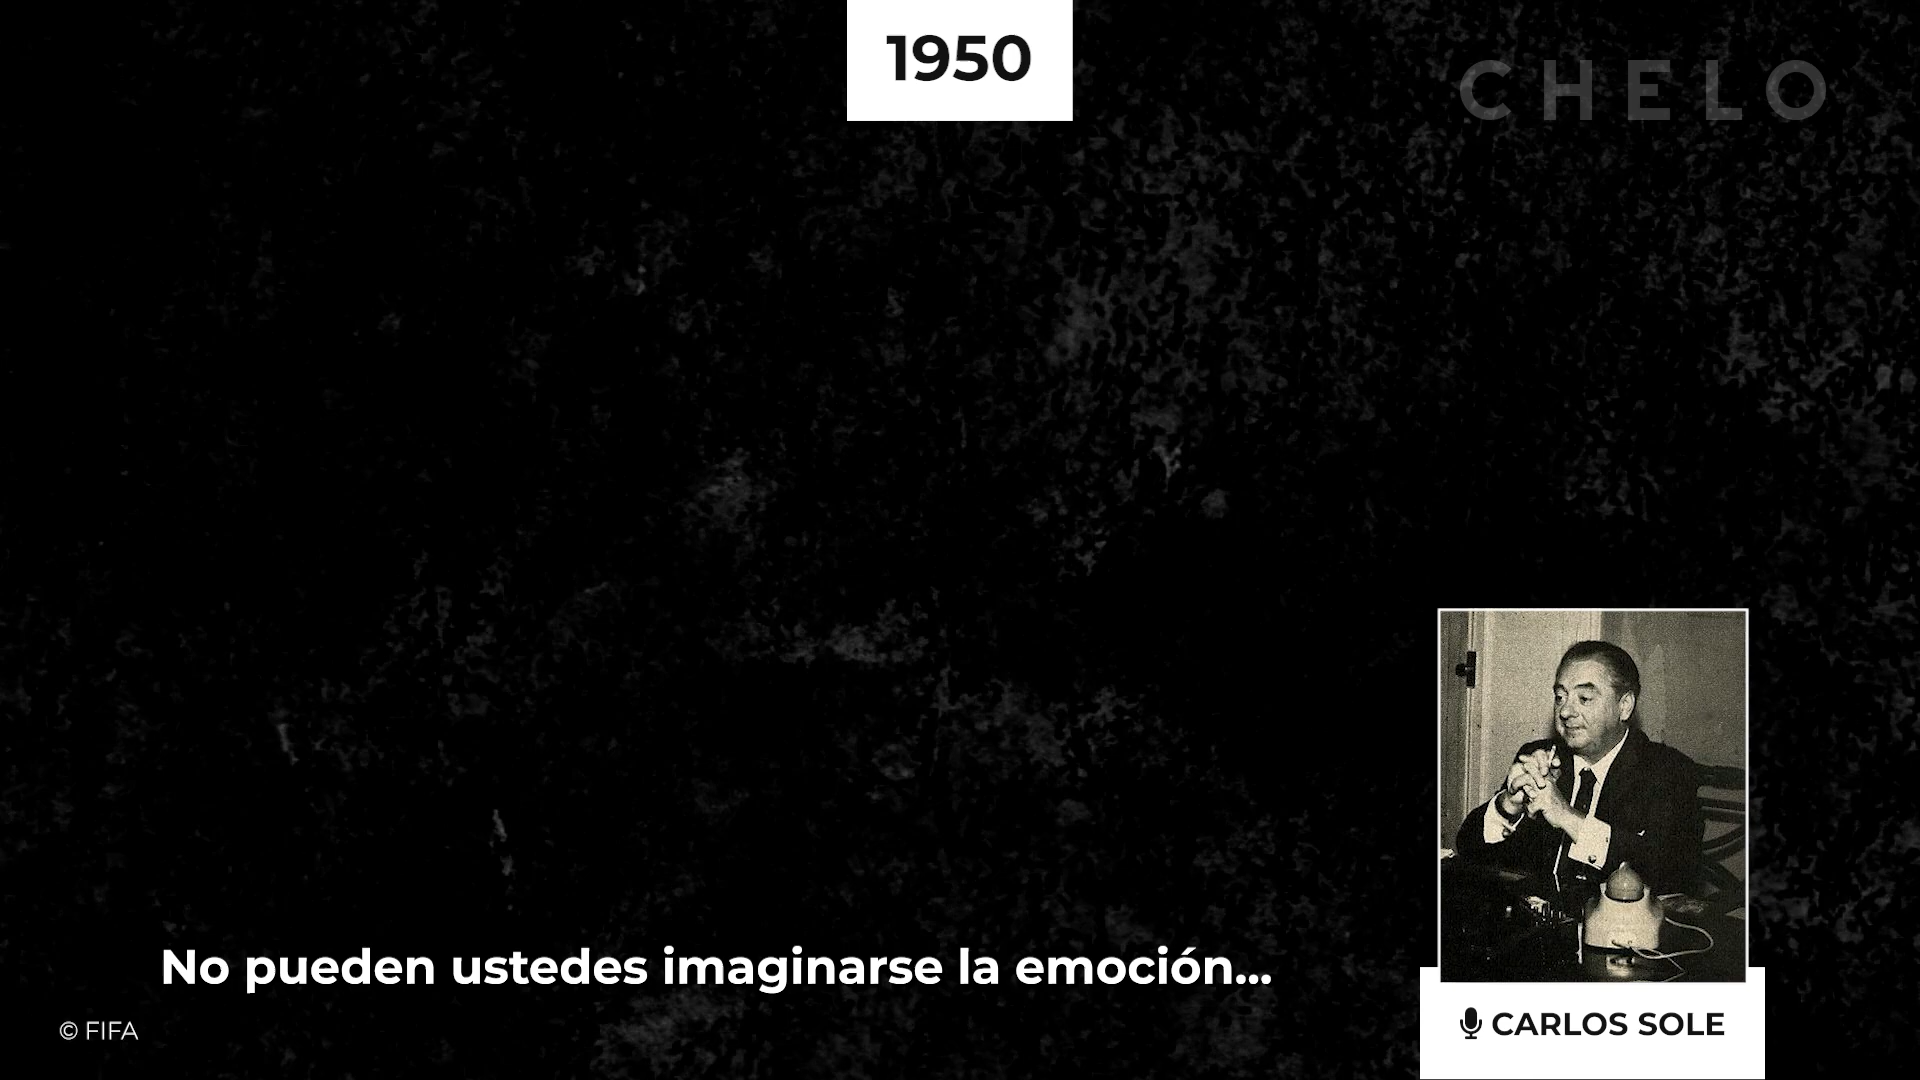 1950
CHELO
No pueden ustedes imaginarse la emoción...
© FIFA
CARLOS SOLE